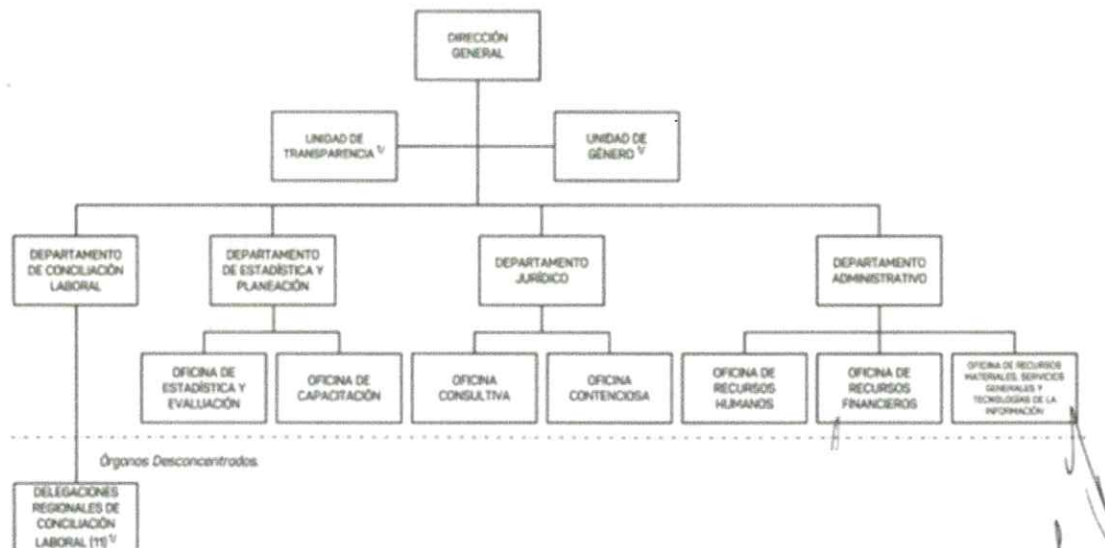 DIRECCIÓN
GENERAL
UNIDAD DE
TRANSPARENCIA 1/
UNIDAD DE
GÉNERO 1/
DEPARTAMENTO
DE CONCILIACIÓN
LABORAL
DEPARTAMENTO
DE ESTADÍSTICA Y
PLANEACIÓN
DEPARTAMENTO
JURÍDICO
DEPARTAMENTO
ADMINISTRATIVO
OFICINA DE
ESTADÍSTICA Y
EVALUACIÓN
OFICINA DE
CAPACITACIÓN
OFICINA
CONSULTIVA
OFICINA
CONTENCIOSA
OFICINA DE
RECURSOS
HUMANOS
OFICINA DE
RECURSOS
FINANCIEROS
OFICINA DE RECURSOS
MATERIALES, SERVICIOS
GENERALES Y
TECNOLOGÍAS DE LA
INFORMACIÓN
Órganos Desconcentrados.
DELEGACIONES
REGIONALES DE
CONCILIACIÓN
LABORAL (11) 1/